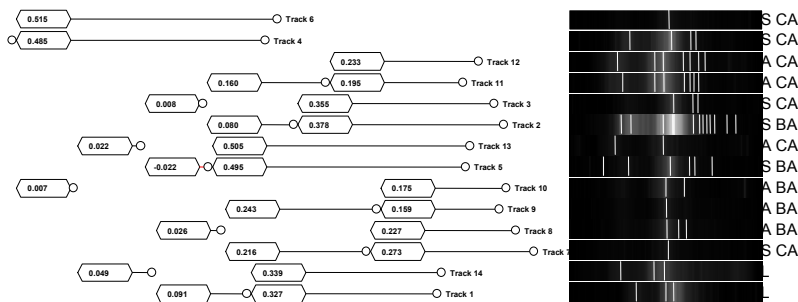 0.515 Track 6 S CA
0.485 Track 4 S CA
0.233 Track 12 A CA
0.160 0.195 Track 11 A CA
0.008 0.355 Track 3 S CA
0.080 0.378 Track 2 S BA
0.022 0.505 Track 13 A CA
-0.022 0.495 Track 5 S BA
0.007 0.175 Track 10 A BA
0.243 0.159 Track 9 A BA
0.026 0.227 Track 8 A BA
0.216 0.273 Track 7 S CA
0.049 0.339 Track 14
0.091 0.327 Track 1